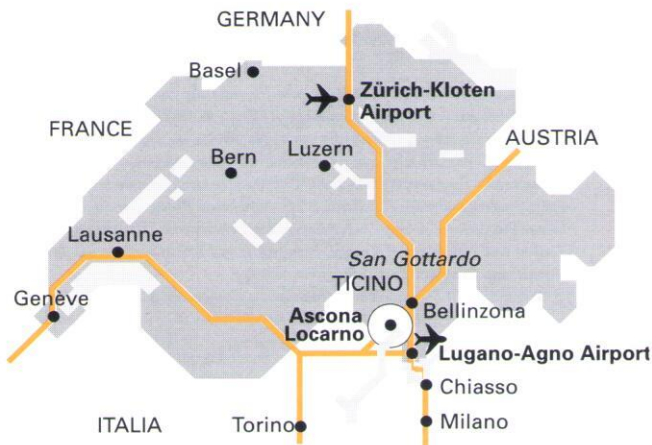 GERMANY
Basel
Zürich-Kloten
Airport
FRANCE
AUSTRIA
Bern
Luzern
Lausanne
San Gottardo
TICINO
Genève
Bellinzona
Ascona
Locarno
Lugano-Agno Airport
Chiasso
ITALIA
Torino
Milano